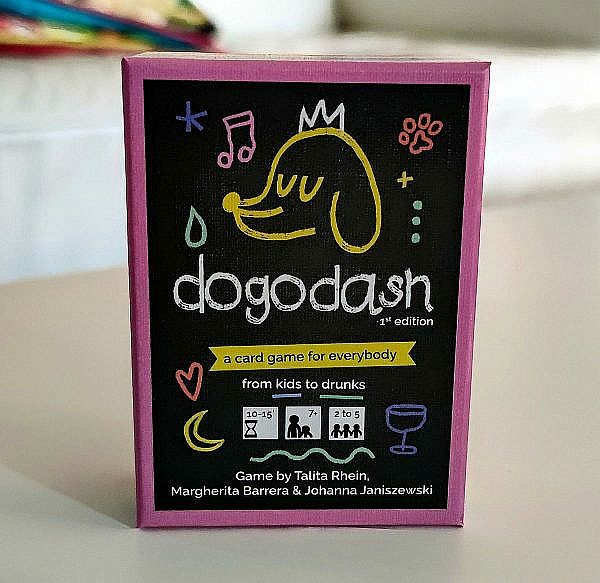 dogodash
1st edition
a card game for everybody
from kids to drunks
10-15' 7+ 2 to 5
Game by Talita Rhein,
Margherita Barrera & Johanna Janiszewski